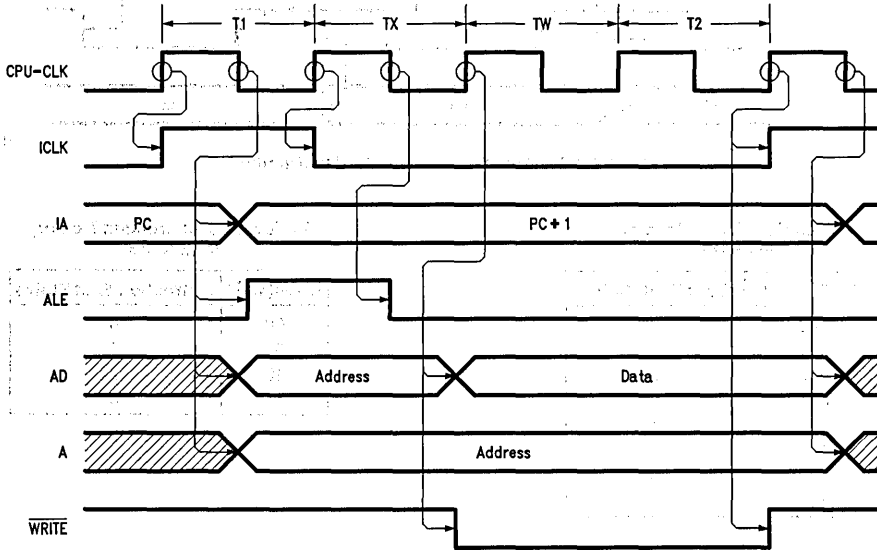 T1 TX TW T2
CPU-CLK
ICLK
IA PC PC + 1
ALE
AD Address Data
A Address
WRITE